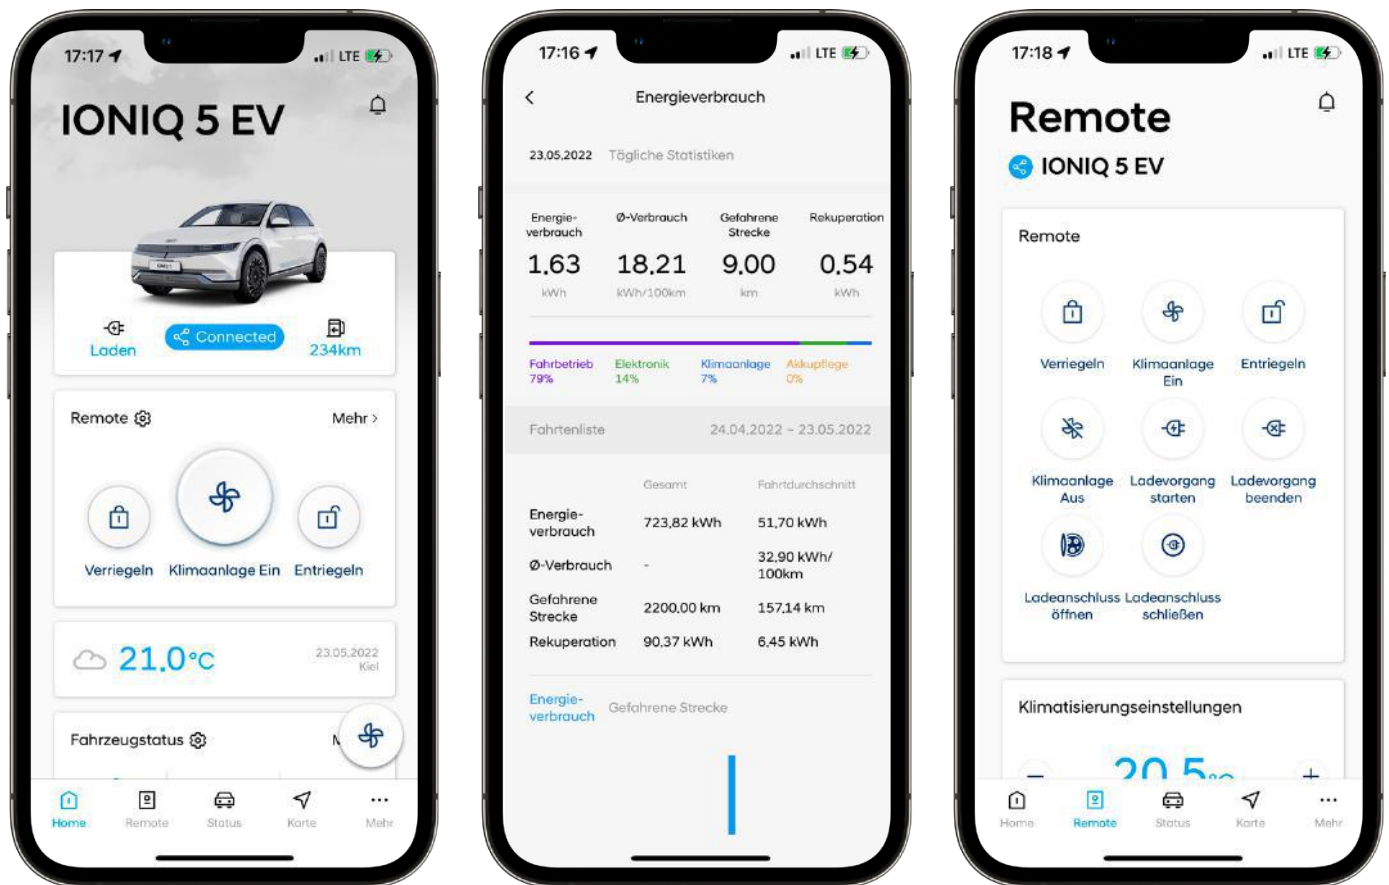 17:17
LTE
IONIQ 5 EV
Laden
Connected
234km
Remote
Mehr >
Verriegeln
Klimaanlage Ein
Entriegeln
21.0°C
23.05.2022
Kiel
Fahrzeugstatus
Home
Remote
Status
Karte
Mehr
17:16
LTE
Energieverbrauch
23.05.2022 Tägliche Statistiken
Energie-
verbrauch
Ø-Verbrauch
Gefahrene
Strecke
Rekuperation
1,63
18,21
9,00
0,54
kWh
kWh/100km
km
kWh
Fahrbetrieb
79%
Elektronik
14%
Klimaanlage
7%
Akkupflege
0%
Fahrtenliste
24.04.2022 – 23.05.2022
Gesamt
Fahrtdurchschnitt
Energie-
verbrauch
723,82 kWh
51,70 kWh
Ø-Verbrauch
-
32,90 kWh/
100km
Gefahrene
Strecke
2200,00 km
157,14 km
Rekuperation
90,37 kWh
6,45 kWh
Energie-
verbrauch
Gefahrene Strecke
17:18
LTE
Remote
IONIQ 5 EV
Remote
Verriegeln
Klimaanlage
Ein
Entriegeln
Klimaanlage
Aus
Ladevorgang
starten
Ladevorgang
beenden
Ladeanschluss
öffnen
Ladeanschluss
schließen
Klimatisierungseinstellungen
–
20.5°C
+
Home
Remote
Status
Karte
Mehr